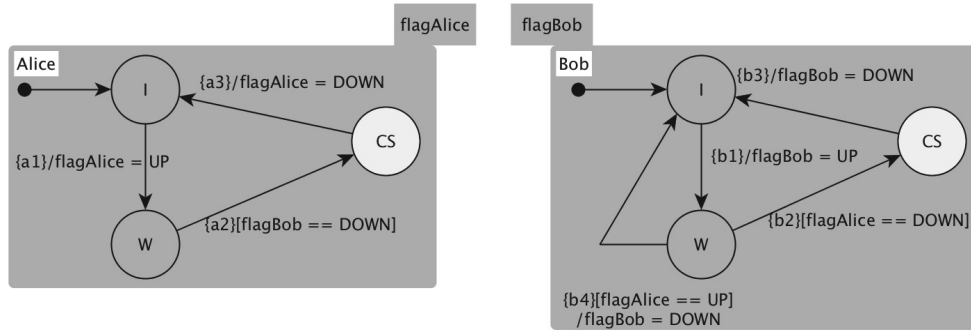 flagAlice
flagBob
Alice
Bob
I
{a3}/flagAlice = DOWN
CS
{a1}/flagAlice = UP
{a2}[flagBob == DOWN]
W
I
{b3}/flagBob = DOWN
CS
{b1}/flagBob = UP
{b2}[flagAlice == DOWN]
W
{b4}[flagAlice == UP]
/flagBob = DOWN